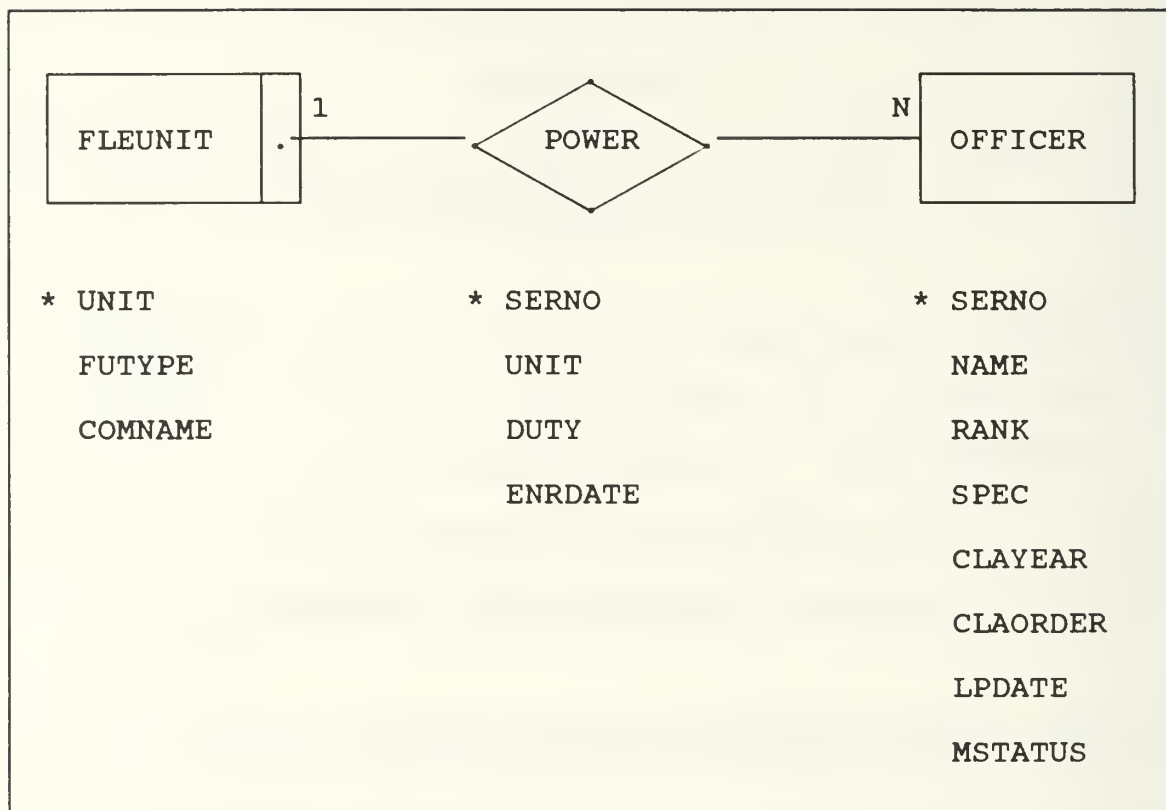 1 N
FLEUNIT . POWER OFFICER
* UNIT * SERNO * SERNO
FUTYPE UNIT NAME
COMNAME DUTY RANK
ENRDATE SPEC
CLAYEAR
CLAORDER
LPDATE
MSTATUS